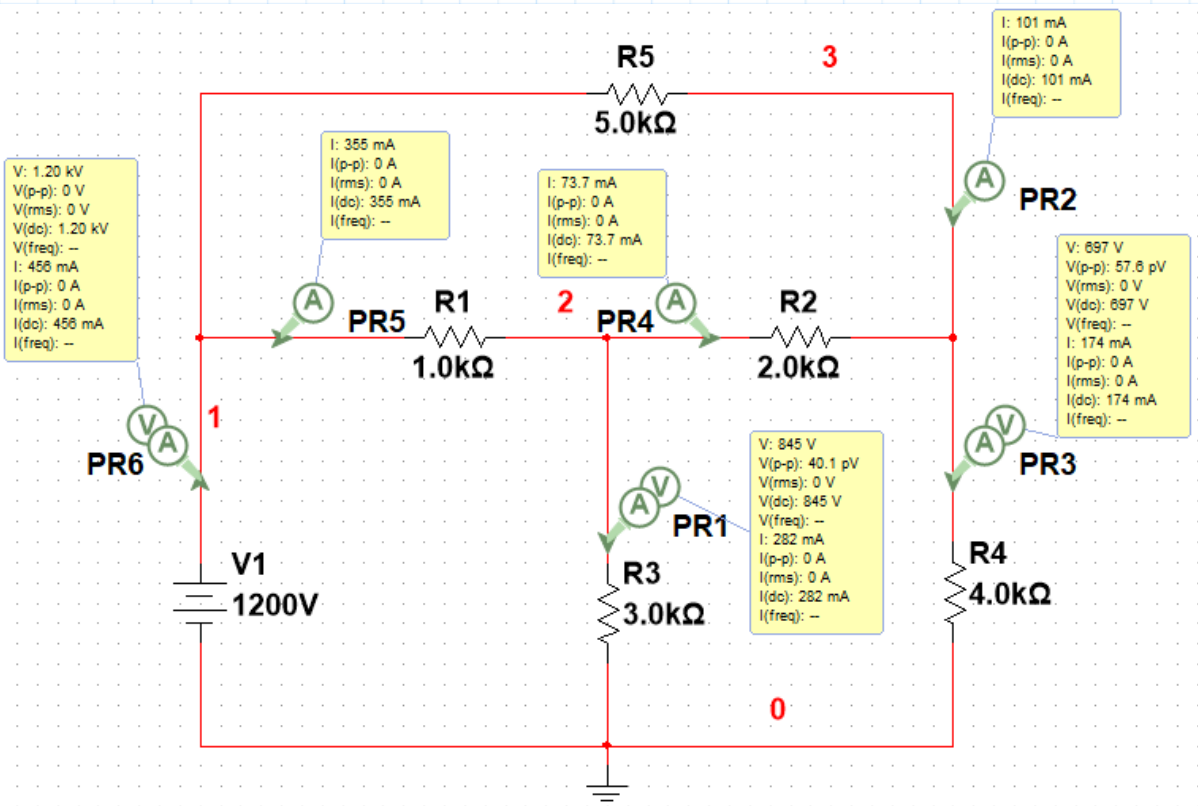 I: 101 mA
I(p-p): 0 A
I(rms): 0 A
I(dc): 101 mA
I(freq): --
R5
3
5.0kΩ
I: 355 mA
I(p-p): 0 A
I(rms): 0 A
I(dc): 355 mA
I(freq): --
V: 1.20 kV
V(p-p): 0 V
V(rms): 0 V
V(dc): 1.20 kV
V(freq): --
I: 456 mA
I(p-p): 0 A
I(rms): 0 A
I(dc): 456 mA
I(freq): --
I: 73.7 mA
I(p-p): 0 A
I(rms): 0 A
I(dc): 73.7 mA
I(freq): --
A
PR2
V: 697 V
V(p-p): 57.6 pV
V(rms): 0 V
V(dc): 697 V
V(freq): --
I: 174 mA
I(p-p): 0 A
I(rms): 0 A
I(dc): 174 mA
I(freq): --
A
PR5
R1
1.0kΩ
2
PR4
A
R2
2.0kΩ
1
V
A
PR6
V: 845 V
V(p-p): 40.1 pV
V(rms): 0 V
V(dc): 845 V
V(freq): --
I: 282 mA
I(p-p): 0 A
I(rms): 0 A
I(dc): 282 mA
I(freq): --
A
V
PR3
A
V
PR1
V1
1200V
R3
3.0kΩ
R4
4.0kΩ
0